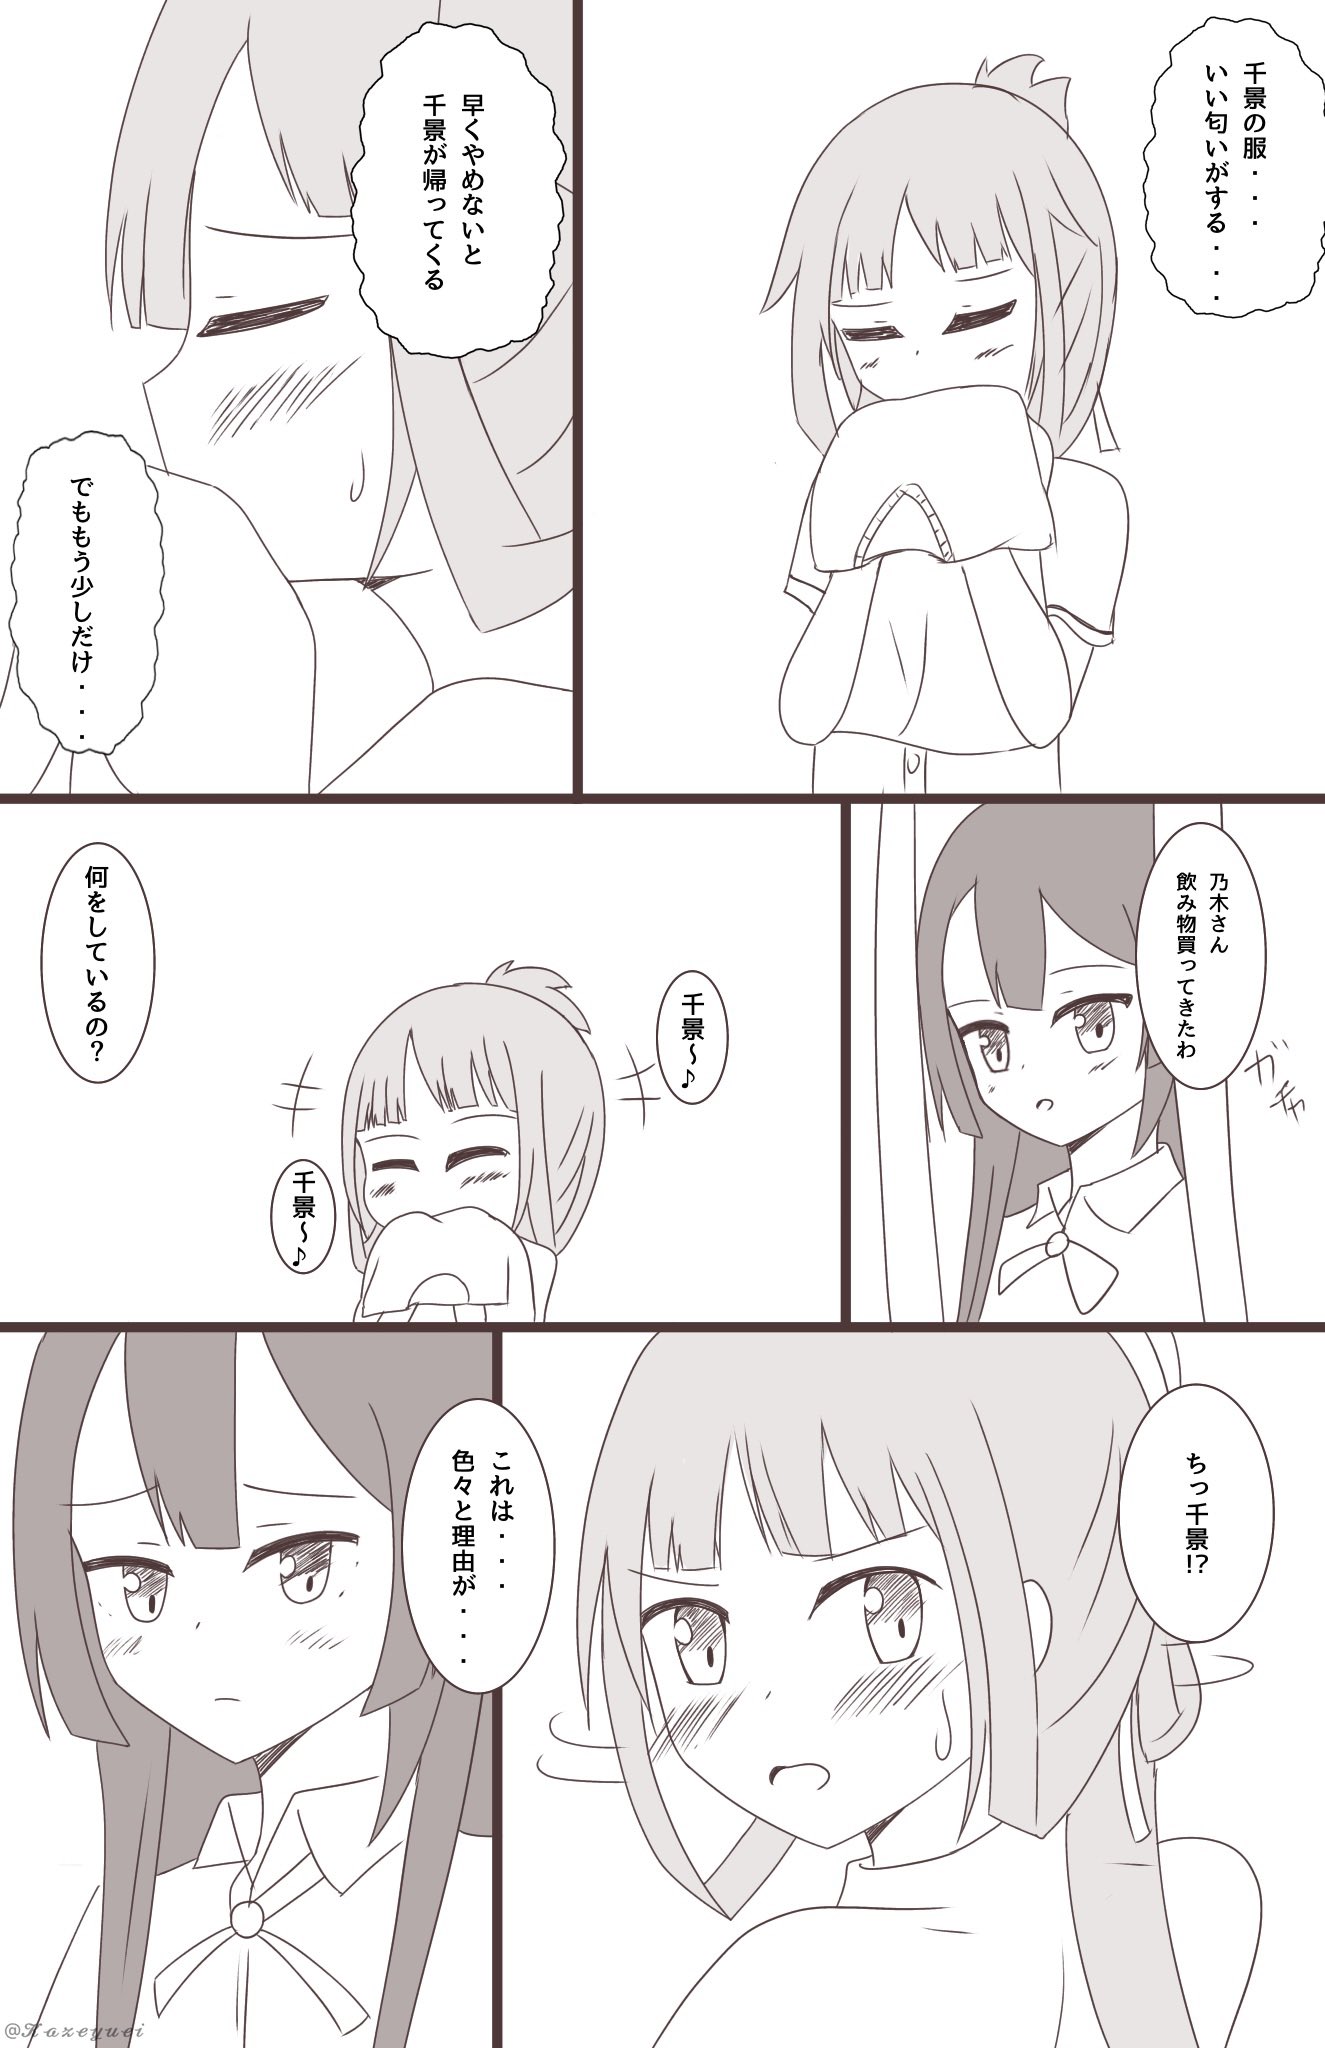 千景の服・・・
いい匂いがする・・・
早くやめないと
千景が帰ってくる
でももう少しだけ・・・
乃木さん
飲み物買ってきたわ
ガチャ
千景～♪
千景～♪
何をしているの？
ちっ千景!?
これは・・・
色々と理由が・・・
@Kazeyuei